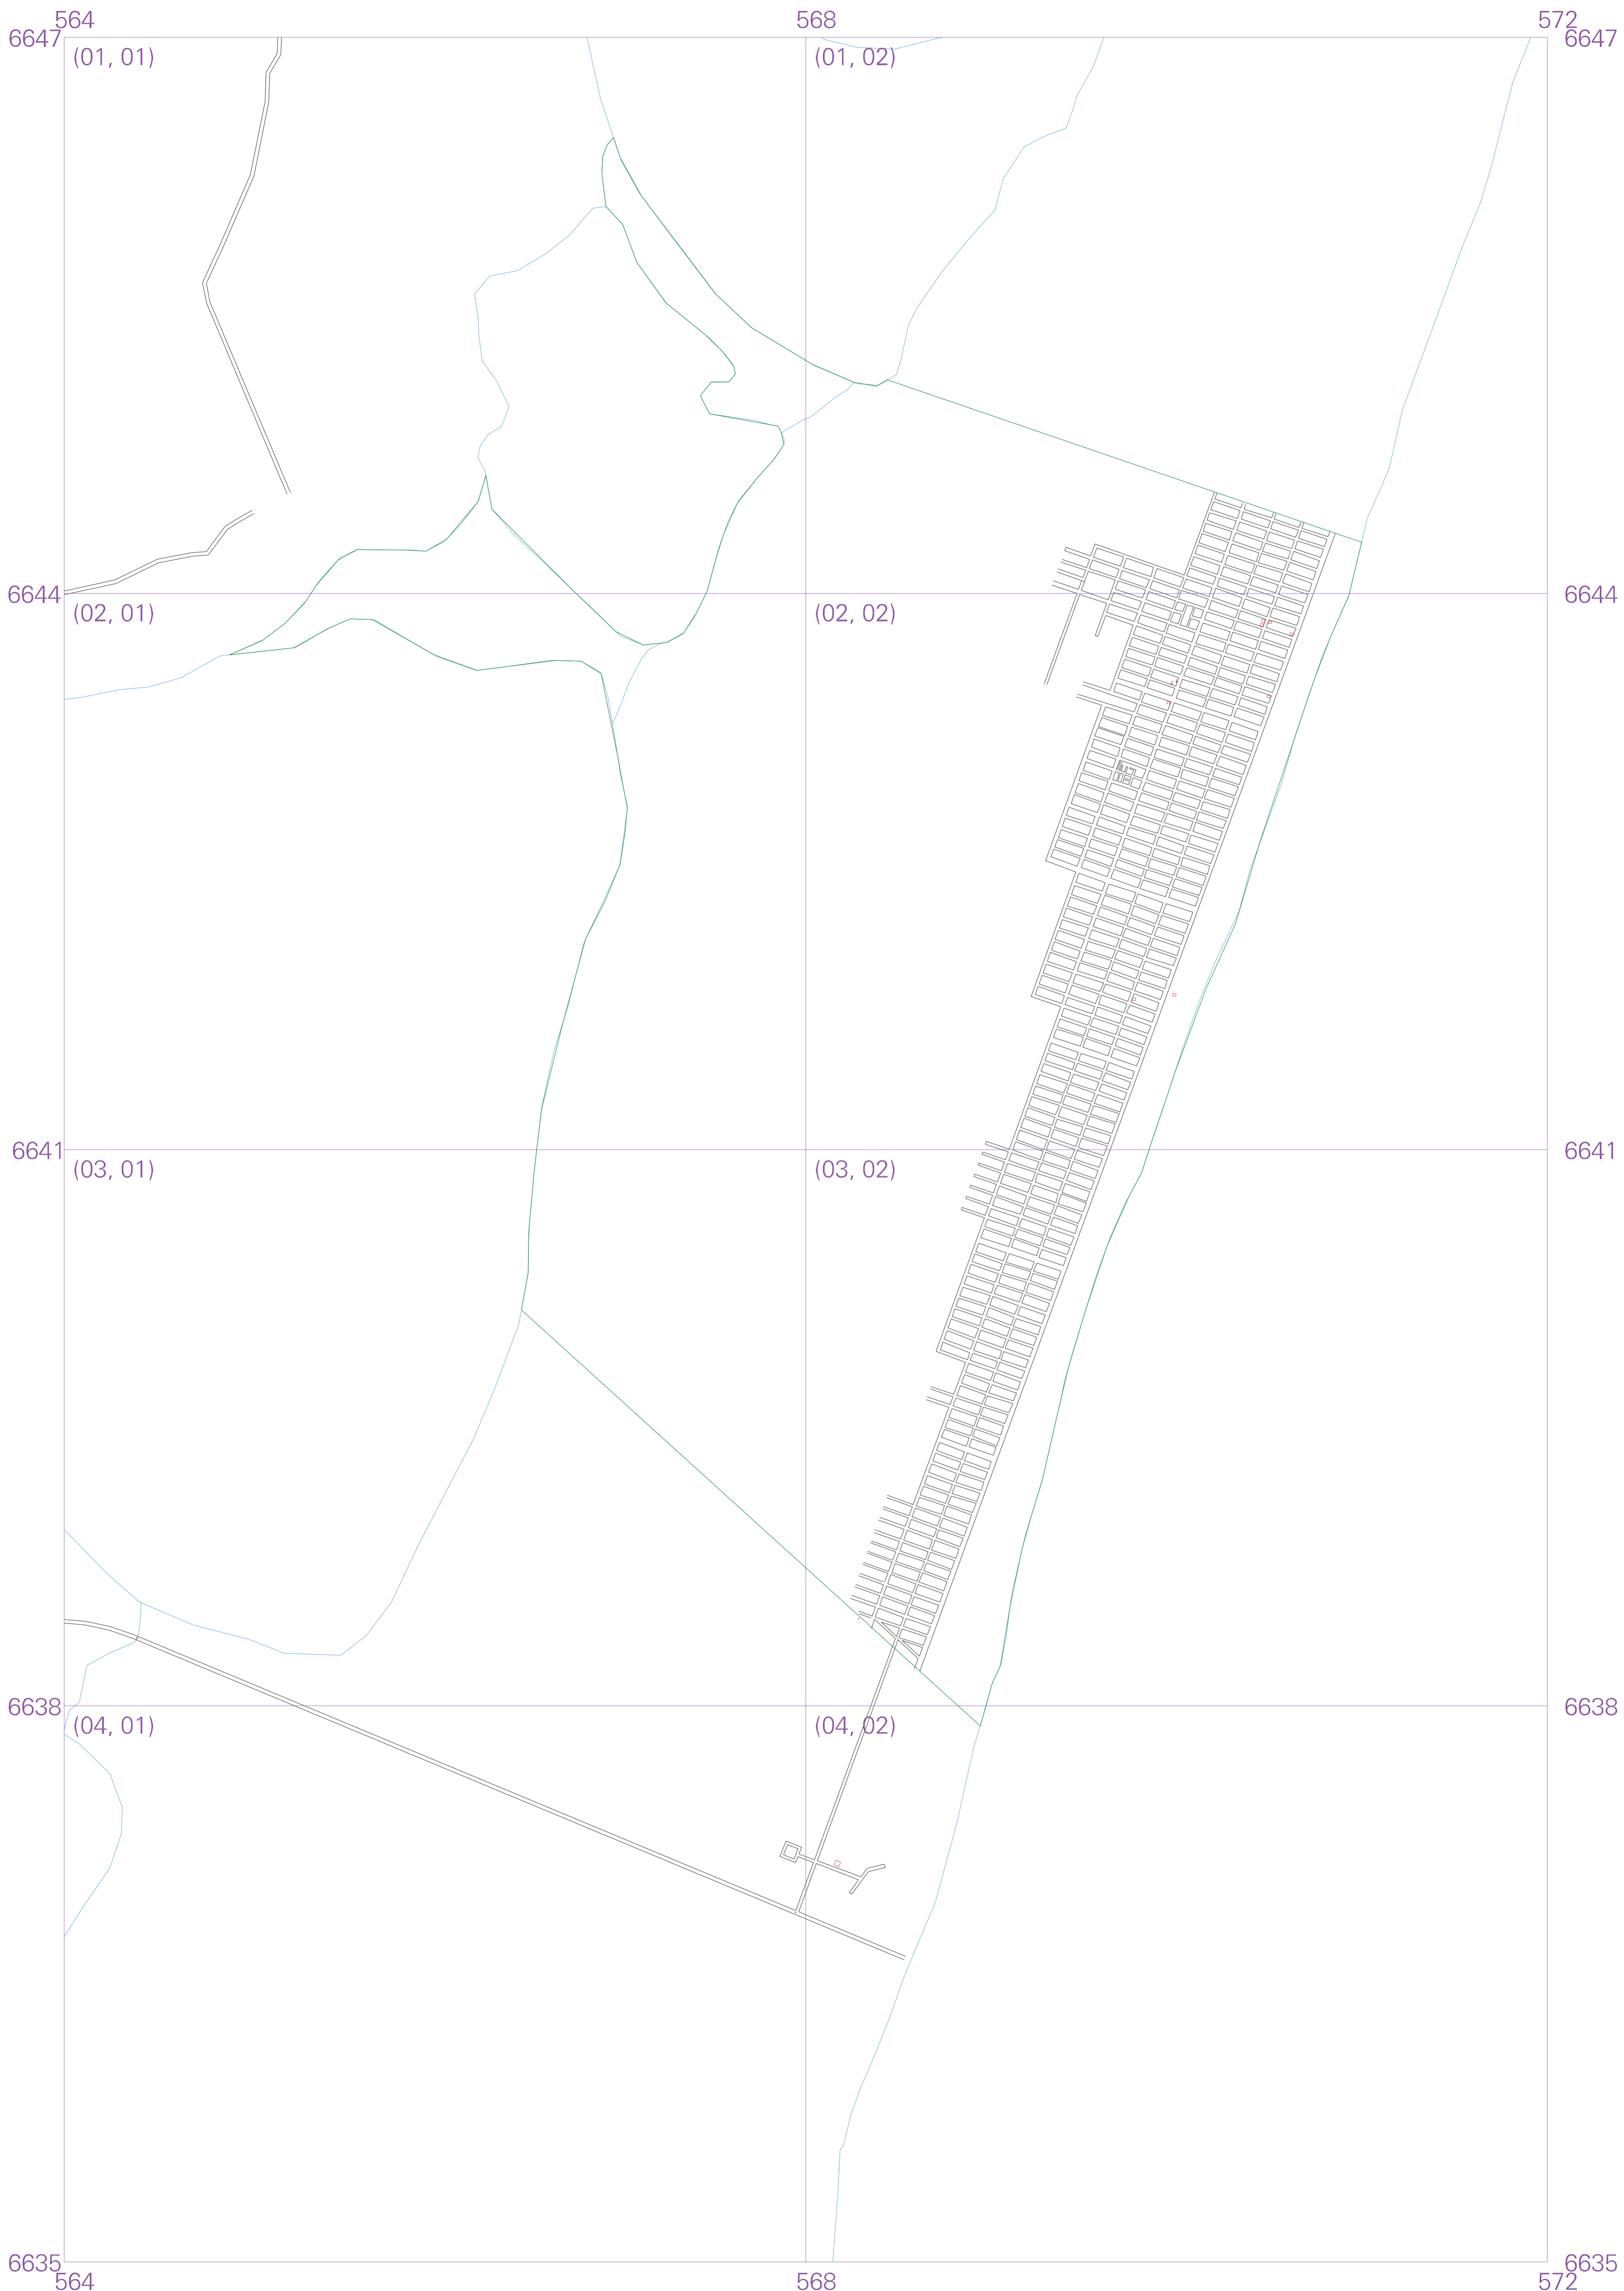 564 568 572
6647 6647
(01, 01) (01, 02)
6644 6644
(02, 01) (02, 02)
6641 6641
(03, 01) (03, 02)
6638 6638
(04, 01) (04, 02)
6635 6635
564 568 572